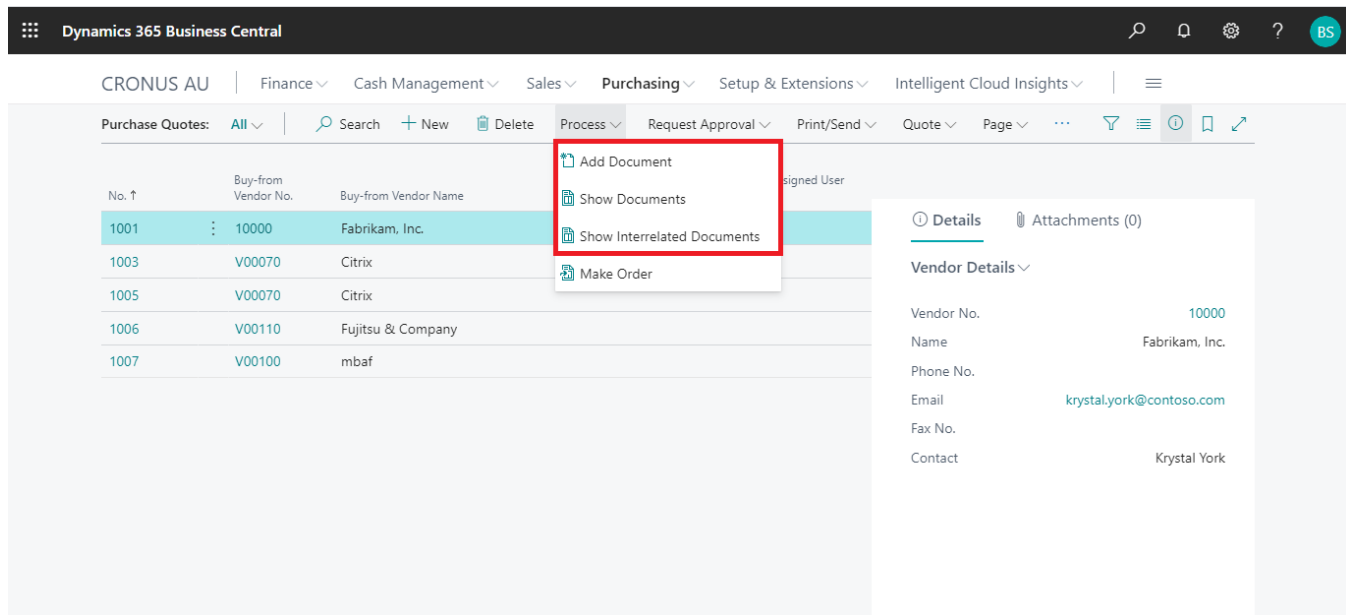 Dynamics 365 Business Central
?
BS
CRONUS AU
Finance
Cash Management
Sales
Purchasing
Setup & Extensions
Intelligent Cloud Insights
Purchase Quotes: All
Search
New
Delete
Process
Request Approval
Print/Send
Quote
Page
...
Add Document
Show Documents
Show Interrelated Documents
Make Order
No. ↑
Buy-from
Vendor No.
Buy-from Vendor Name
signed User
1001 10000 Fabrikam, Inc.
1003 V00070 Citrix
1005 V00070 Citrix
1006 V00110 Fujitsu & Company
1007 V00100 mbaf
Details
Attachments (0)
Vendor Details
Vendor No. 10000
Name Fabrikam, Inc.
Phone No.
Email krystal.york@contoso.com
Fax No.
Contact Krystal York